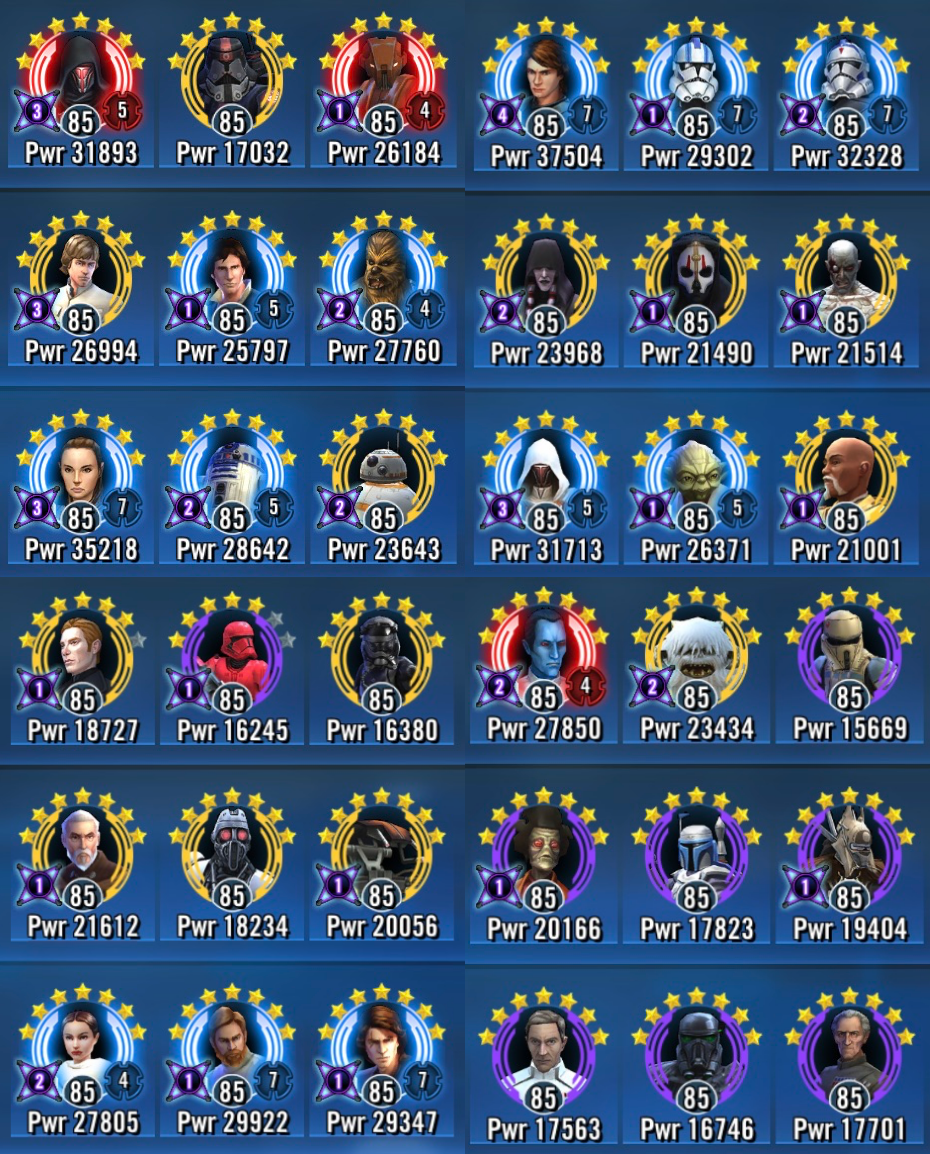 3 85 5 85 1 85 4 4 85 7 1 85 7 2 85 7
Pwr 31893 Pwr 17032 Pwr 26184 Pwr 37504 Pwr 29302 Pwr 32328
3 85 1 85 5 2 85 4 2 85 1 85 1 85
Pwr 26994 Pwr 25797 Pwr 27760 Pwr 23968 Pwr 21490 Pwr 21514
3 85 7 2 85 5 2 85 3 85 5 1 85 5 1 85
Pwr 35218 Pwr 28642 Pwr 23643 Pwr 31713 Pwr 26371 Pwr 21001
1 85 1 85 85 2 85 4 2 85 85
Pwr 18727 Pwr 16245 Pwr 16380 Pwr 27850 Pwr 23434 Pwr 15669
1 85 85 1 85 1 85 85 1 85
Pwr 21612 Pwr 18234 Pwr 20056 Pwr 20166 Pwr 17823 Pwr 19404
2 85 4 1 85 7 1 85 7 85 85 85
Pwr 27805 Pwr 29922 Pwr 29347 Pwr 17563 Pwr 16746 Pwr 17701